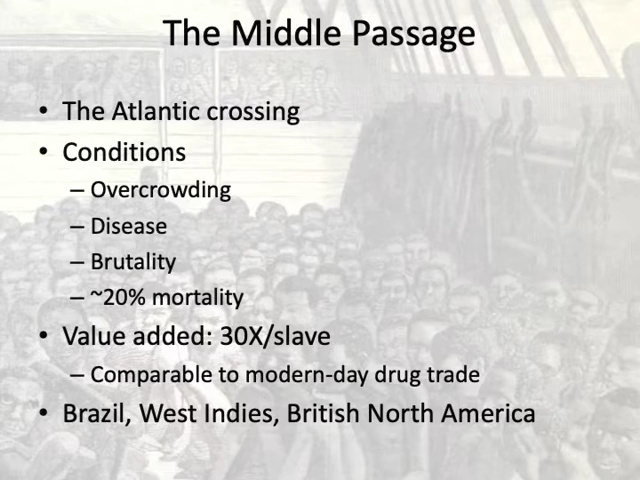 The Middle Passage
• The Atlantic crossing
• Conditions
– Overcrowding
– Disease
– Brutality
– ~20% mortality
• Value added: 30X/slave
– Comparable to modern-day drug trade
• Brazil, West Indies, British North America